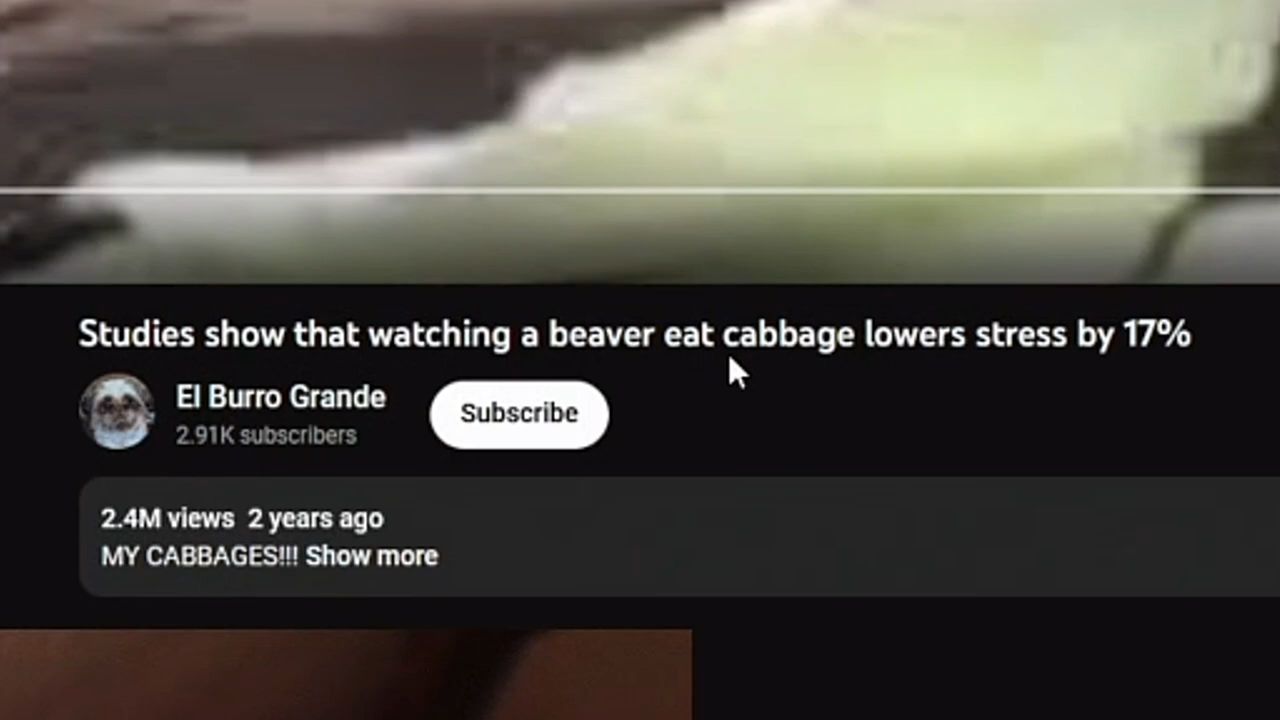 Studies show that watching a beaver eat cabbage lowers stress by 17%
El Burro Grande
2.91K subscribers
Subscribe
2.4M views 2 years ago
MY CABBAGES!!! Show more